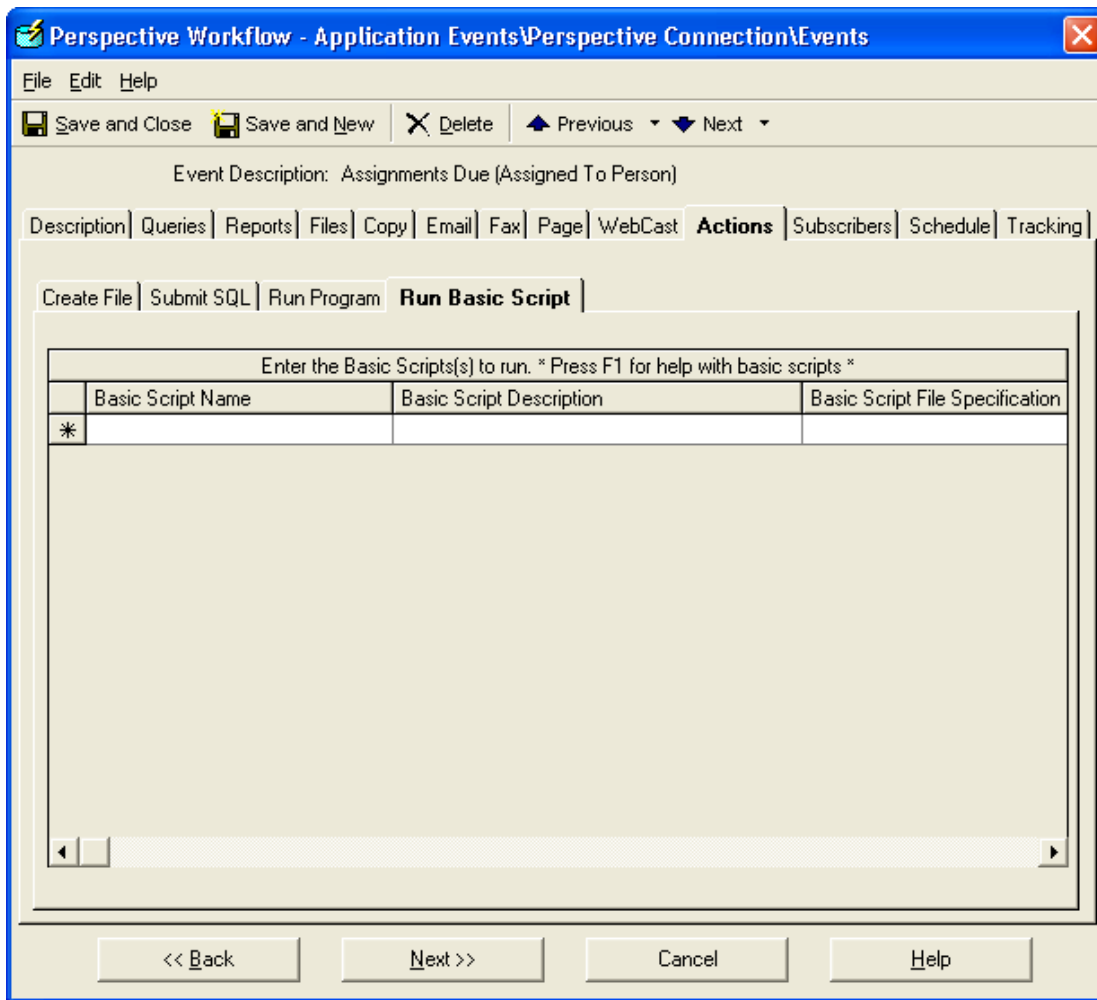 Perspective Workflow - Application Events\Perspective Connection\Events
File Edit Help
Save and Close Save and New Delete Previous Next
Event Description: Assignments Due (Assigned To Person)
Description Queries Reports Files Copy Email Fax Page WebCast Actions Subscribers Schedule Tracking
Create File Submit SQL Run Program Run Basic Script
Enter the Basic Scripts(s) to run. * Press F1 for help with basic scripts *
Basic Script Name Basic Script Description Basic Script File Specification
<< Back Next >> Cancel Help